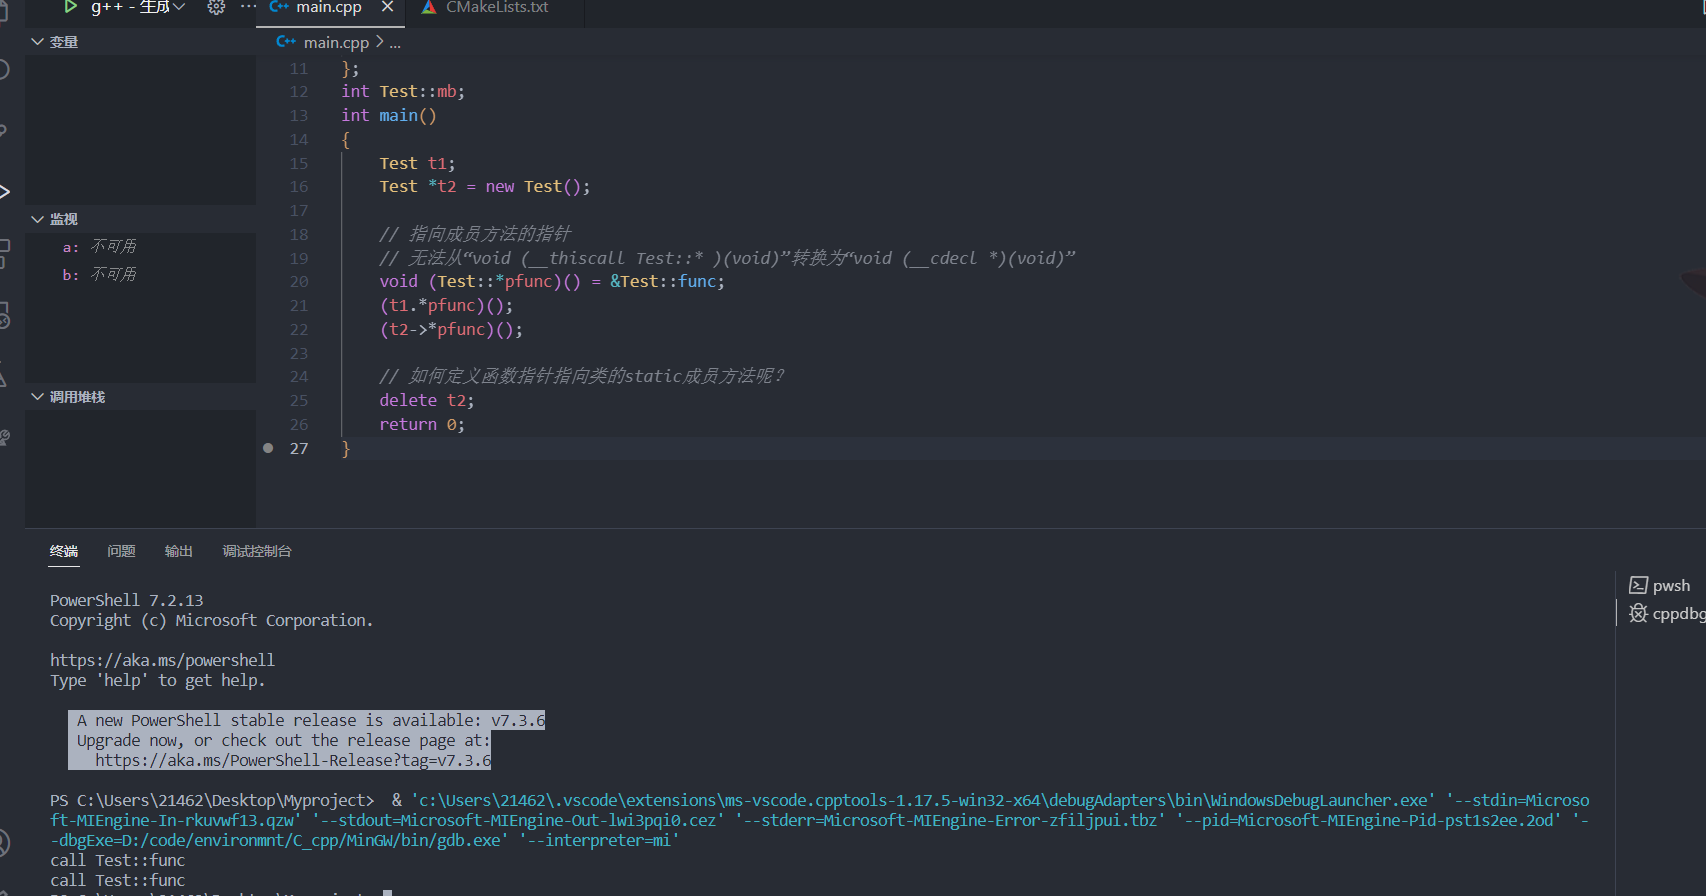 g++ - 生成
main.cpp
CMakeLists.txt
变量
main.cpp > ...
11 };
12 int Test::mb;
13 int main()
14 {
15 Test t1;
16 Test *t2 = new Test();
17
18 // 指向成员方法的指针
19 // 无法从“void (__thiscall Test::* )(void)”转换为“void (__cdecl *)(void)”
20 void (Test::*pfunc)() = &Test::func;
21 (t1.*pfunc)();
22 (t2->*pfunc)();
23
24 // 如何定义函数指针指向类的static成员方法呢？
25 delete t2;
26 return 0;
27 }
监视
a: 不可用
b: 不可用
调用堆栈
终端 问题 输出 调试控制台
PowerShell 7.2.13
Copyright (c) Microsoft Corporation.
https://aka.ms/powershell
Type 'help' to get help.
A new PowerShell stable release is available: v7.3.6
Upgrade now, or check out the release page at:
https://aka.ms/PowerShell-Release?tag=v7.3.6
PS C:\Users\21462\Desktop\Myproject>  & 'c:\Users\21462\.vscode\extensions\ms-vscode.cpptools-1.17.5-win32-x64\debugAdapters\bin\WindowsDebugLauncher.exe' '--stdin=Microso
ft-MIEngine-In-rkuvwf13.qzw' '--stdout=Microsoft-MIEngine-Out-lwi3pqi0.cez' '--stderr=Microsoft-MIEngine-Error-zfiljpui.tbz' '--pid=Microsoft-MIEngine-Pid-pst1s2ee.2od' '-
-dbgExe=D:/code/environmnt/C_cpp/MinGW/bin/gdb.exe' '--interpreter=mi'
call Test::func
call Test::func
pwsh
cppdbg